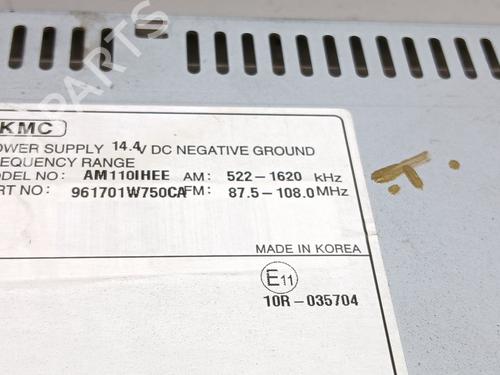 KMC
OWER SUPPLY 14.4V DC NEGATIVE GROUND
EQUENCY RANGE
ODEL NO: AM110IHEE AM: 522-1620 kHz
RT NO: 961701W750CA FM: 87.5-108.0 MHz
MADE IN KOREA
E11
10R-035704